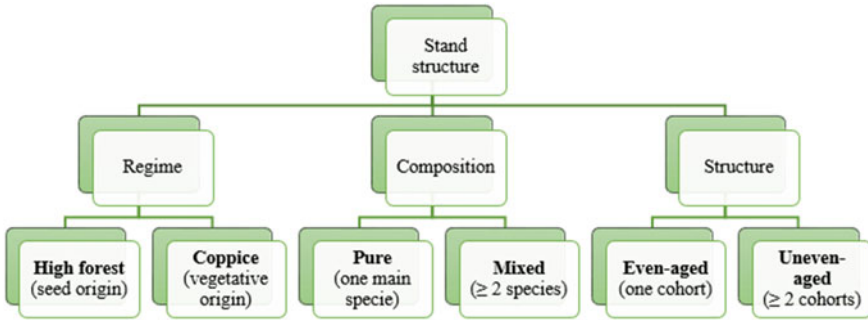 Stand
structure
Regime
Composition
Structure
High forest
(seed origin)
Coppice
(vegetative
origin)
Pure
(one main
specie)
Mixed
(≥ 2 species)
Even-aged
(one cohort)
Uneven-
aged
(≥ 2 cohorts)